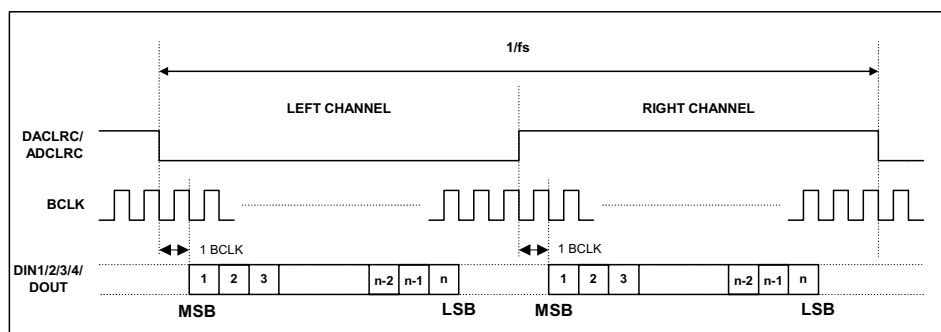 1/fs
LEFT CHANNEL
RIGHT CHANNEL
DACLRC/
ADCLRC
BCLK
1 BCLK
1 BCLK
DIN1/2/3/4/
DOUT
1 2 3 n-2 n-1 n
1 2 3 n-2 n-1 n
MSB LSB MSB LSB